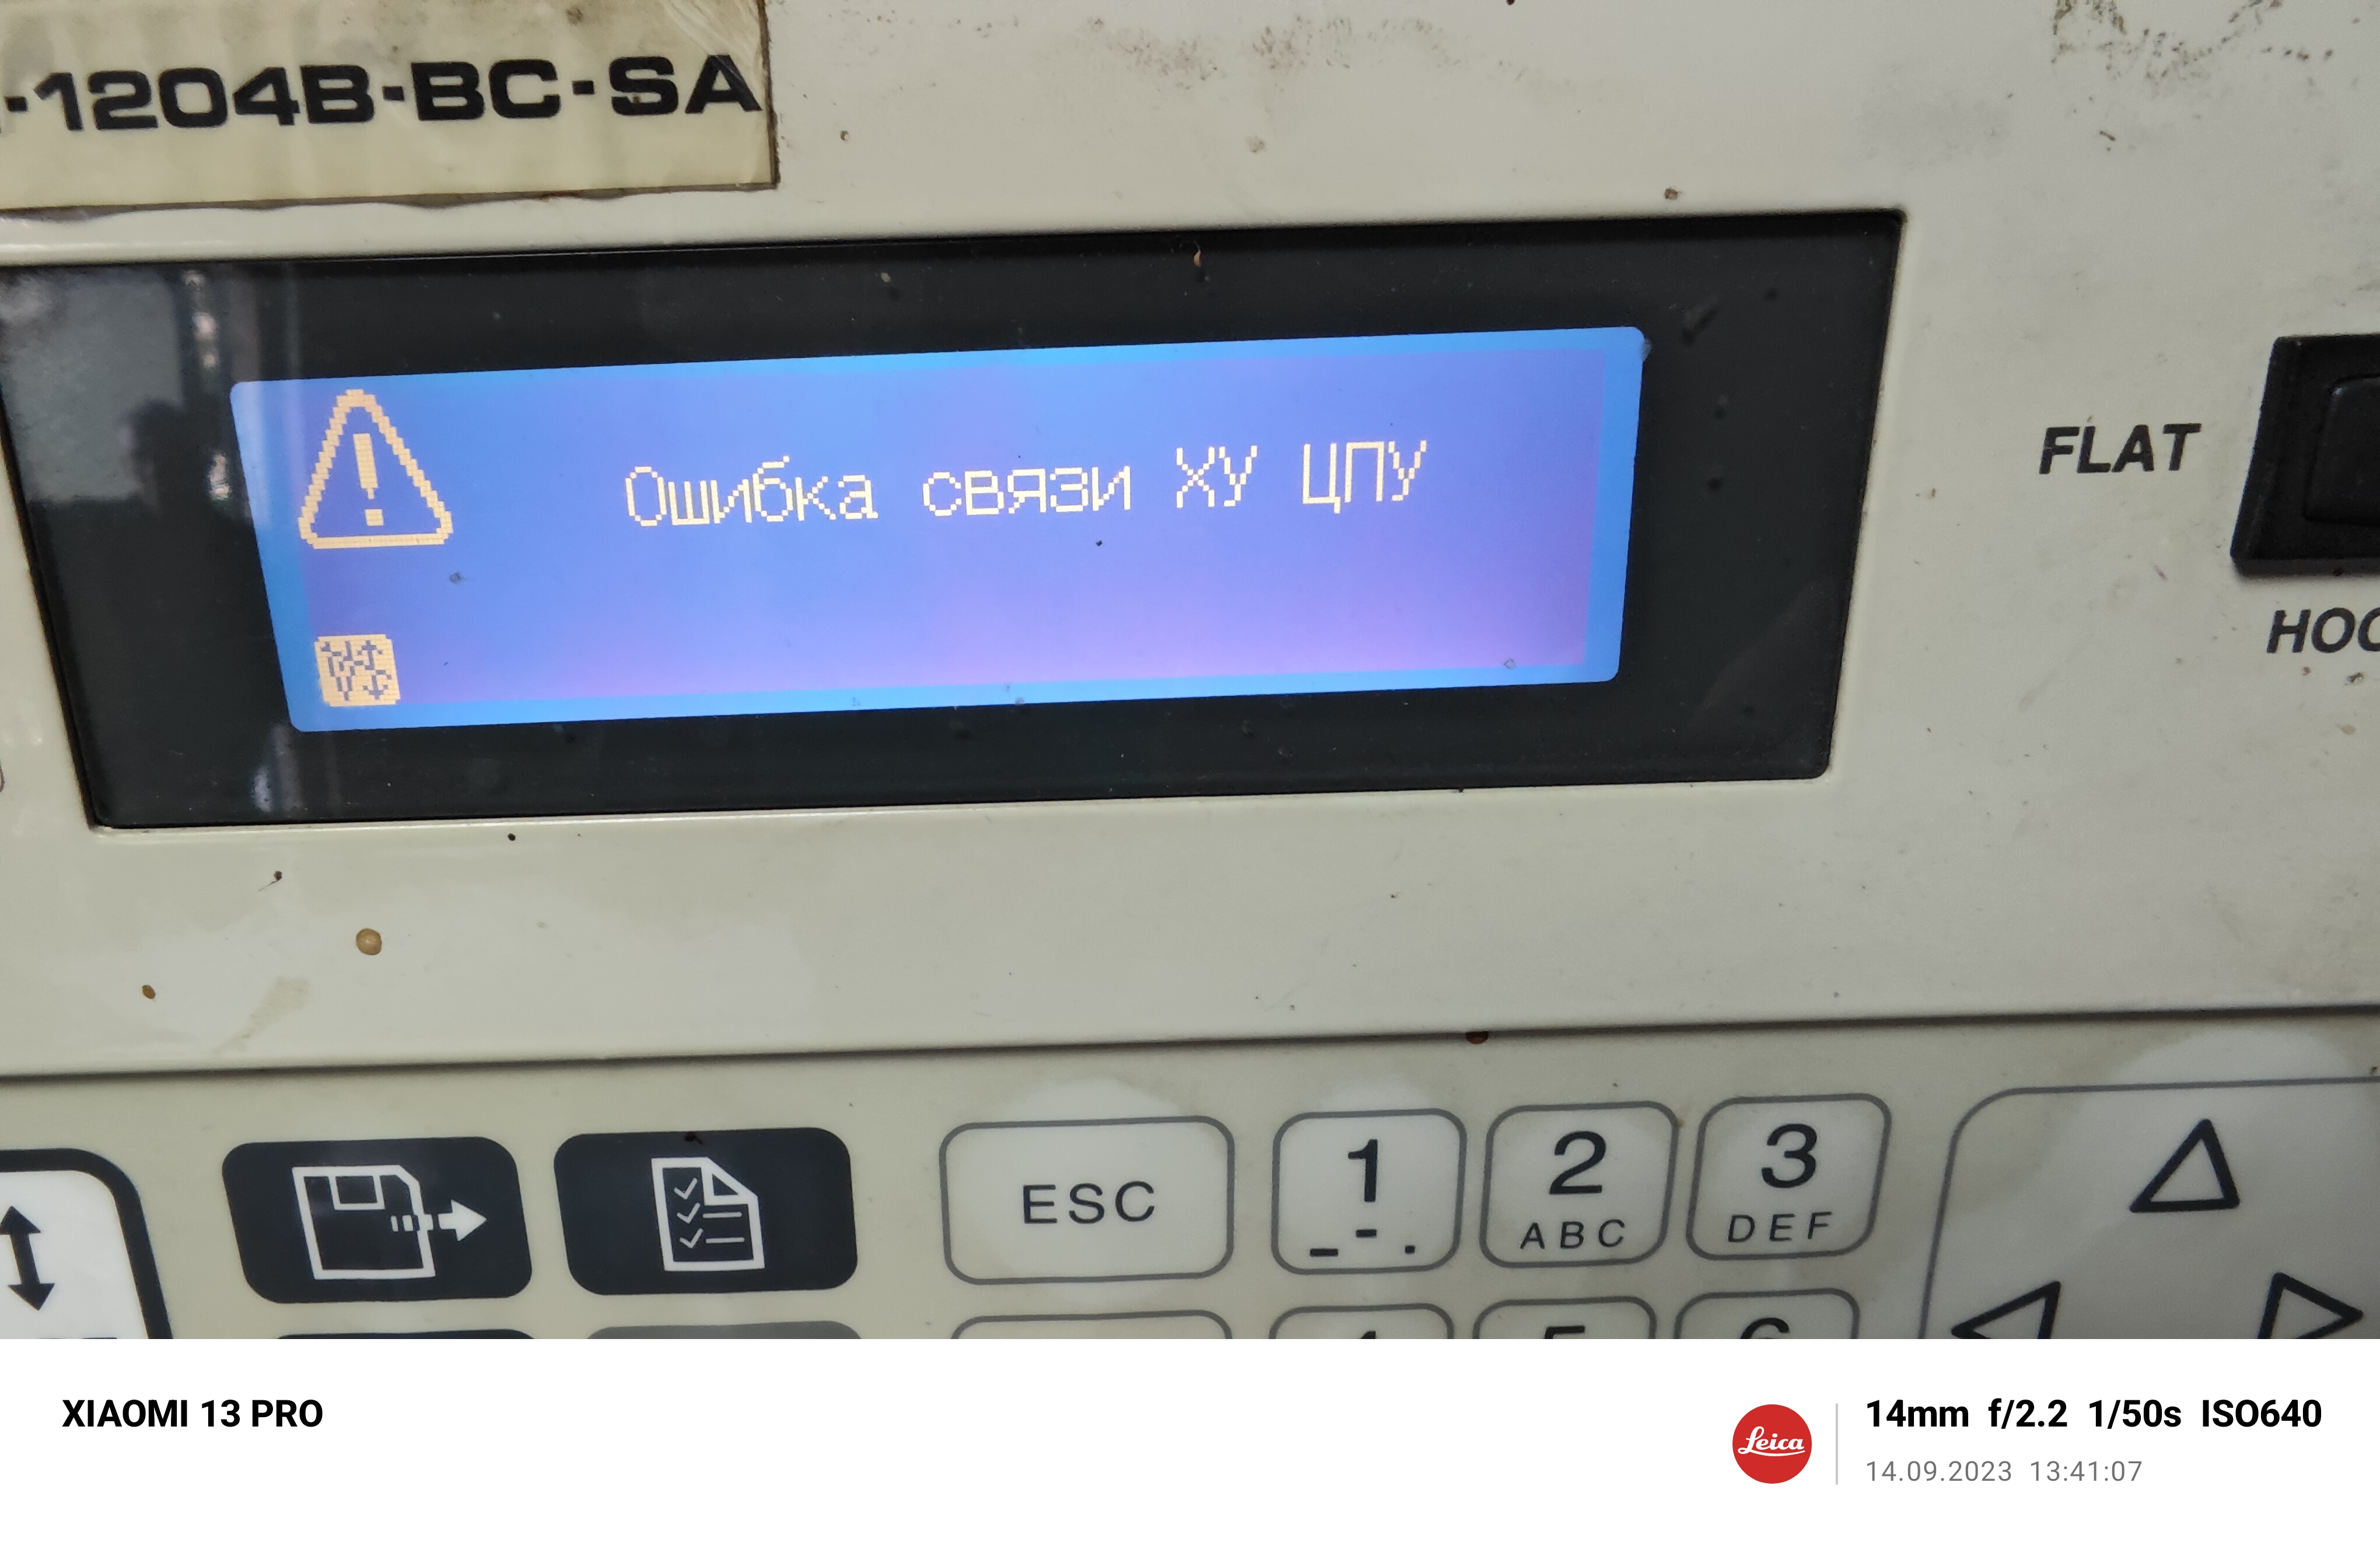 -1204B-BC-SA
Ошибка связи ХУ ЦПУ
FLAT
ESC
1
_-.
2
ABC
3
DEF
XIAOMI 13 PRO
Leica
14mm f/2.2 1/50s ISO640
14.09.2023 13:41:07